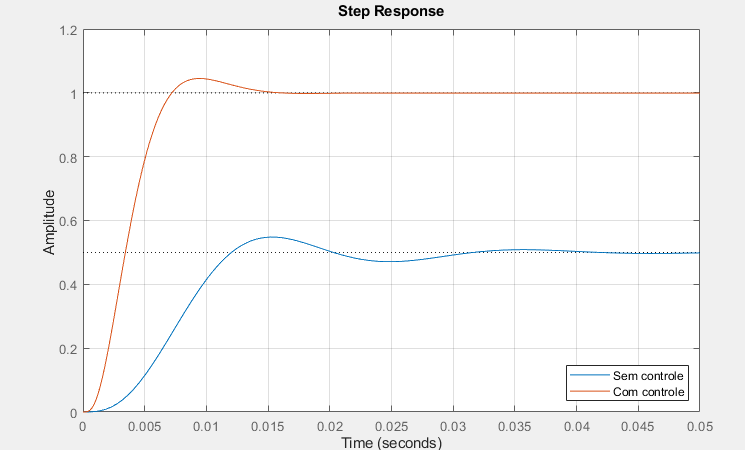 Step Response
1.2
1
0.8
0.6
0.4
0.2
0
Amplitude
Sem controle
Com controle
0 0.005 0.01 0.015 0.02 0.025 0.03 0.035 0.04 0.045 0.05
Time (seconds)